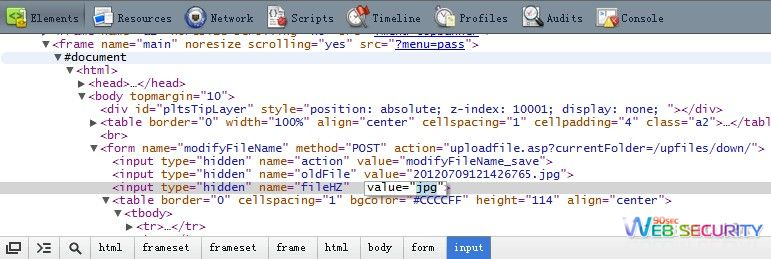 Elements Resources Network Scripts Timeline Profiles Audits Console
<frame name="main" noresize scrolling="yes" src="?menu=pass">
#document
<html>
<head>…</head>
<body topmargin="10">
<div id="pltsTipLayer" style="position: absolute; z-index: 10001; display: none; "></div>
<table border="0" width="100%" align="center" cellspacing="1" cellpadding="4" class="a2">…</tabl
<br>
<form name="modifyFileName" method="POST" action="uploadfile.asp?currentFolder=/upfiles/down/">
<input type="hidden" name="action" value="modifyFileName_save">
<input type="hidden" name="oldFile" value="20120709121426765.jpg">
<input type="hidden" name="fileHZ" value="jpg">
<table border="0" cellspacing="1" bgcolor="#CCCCFF" height="114" align="center">
<tbody>
<tr>…</tr>
90sec
WEB SECURITY
html frameset frameset frame html body form input